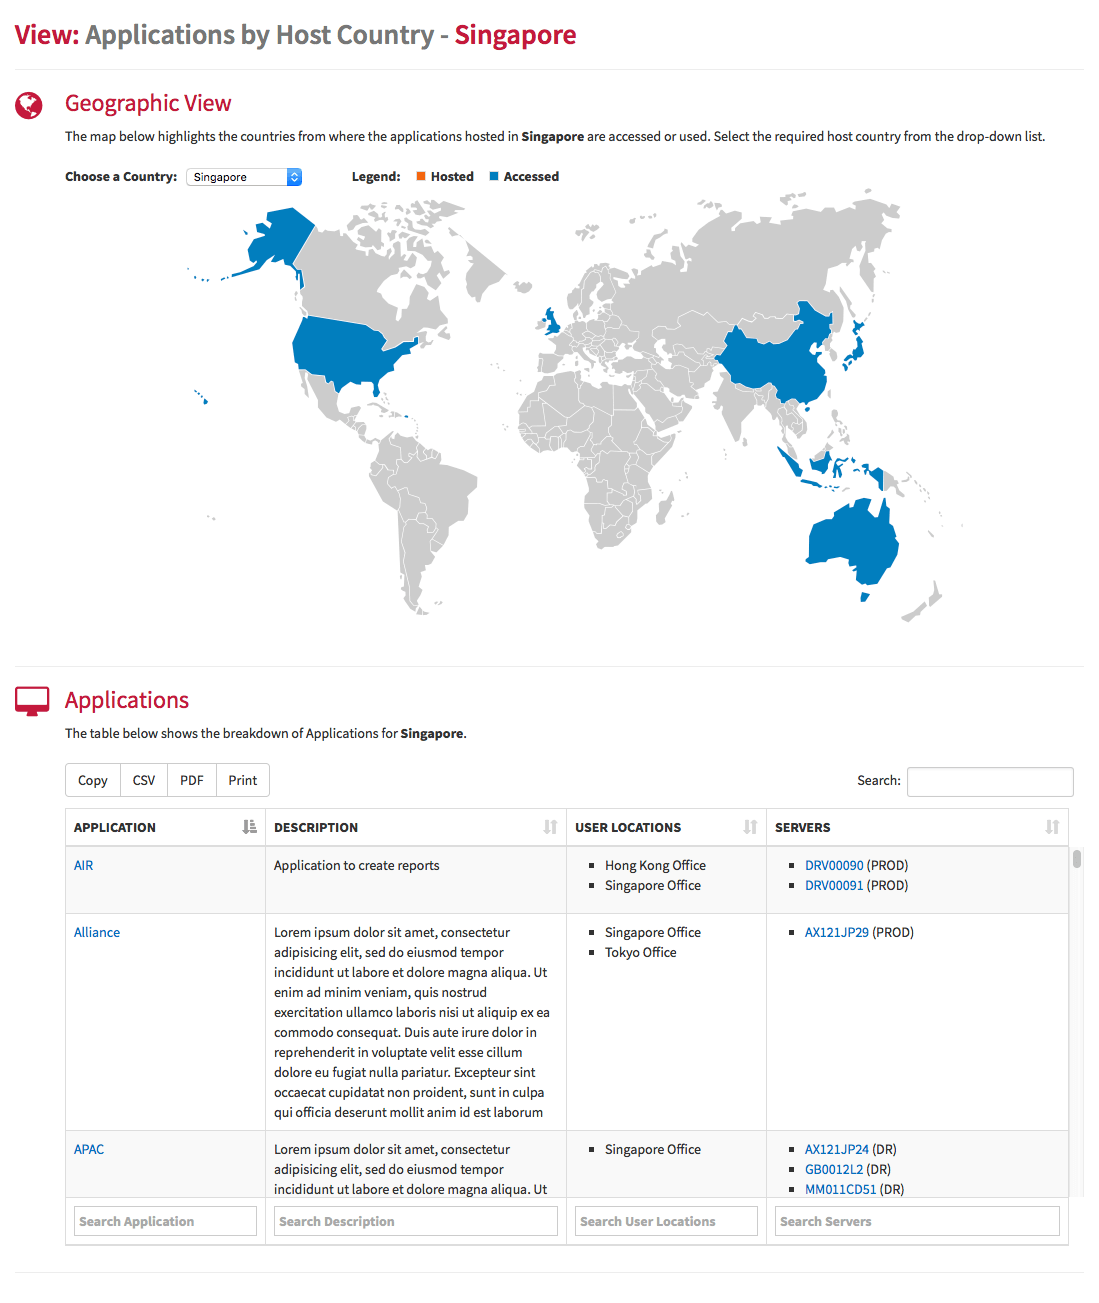 View: Applications by Host Country - Singapore
Geographic View
The map below highlights the countries from where the applications hosted in Singapore are accessed or used. Select the required host country from the drop-down list.
Choose a Country: Singapore Legend: Hosted Accessed
Applications
The table below shows the breakdown of Applications for Singapore.
Copy CSV PDF Print Search:
APPLICATION DESCRIPTION USER LOCATIONS SERVERS
AIR Application to create reports
Hong Kong Office
Singapore Office
DRV00090 (PROD)
DRV00091 (PROD)
Alliance
Lorem ipsum dolor sit amet, consectetur
adipisicing elit, sed do eiusmod tempor
incididunt ut labore et dolore magna aliqua. Ut
enim ad minim veniam, quis nostrud
exercitation ullamco laboris nisi ut aliquip ex ea
commodo consequat. Duis aute irure dolor in
reprehenderit in voluptate velit esse cillum
dolore eu fugiat nulla pariatur. Excepteur sint
occaecat cupidatat non proident, sunt in culpa
qui officia deserunt mollit anim id est laborum
Singapore Office
Tokyo Office
AX121JP29 (PROD)
APAC
Lorem ipsum dolor sit amet, consectetur
adipisicing elit, sed do eiusmod tempor
incididunt ut labore et dolore magna aliqua. Ut
Singapore Office
AX121JP24 (DR)
GB0012L2 (DR)
MM011CD51 (DR)
Search Application Search Description Search User Locations Search Servers